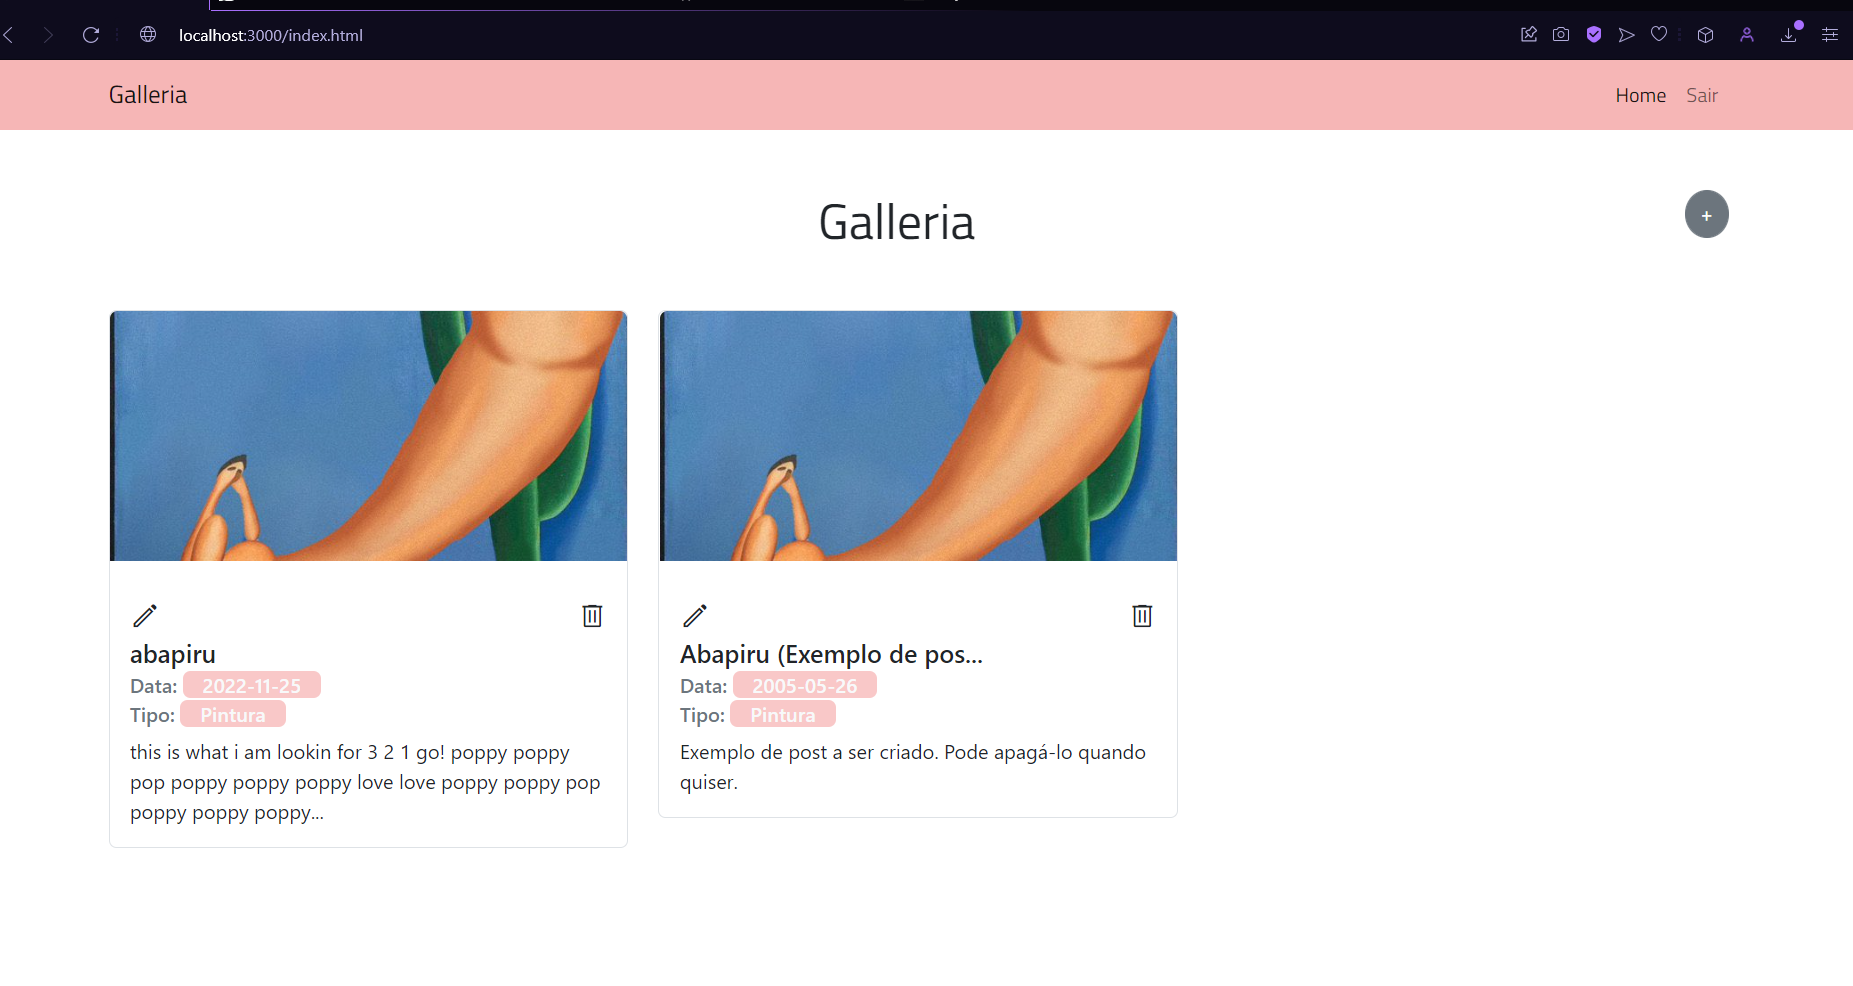 localhost:3000/index.html
Galleria Home Sair
Galleria
+
abapiru
Data: 2022-11-25
Tipo: Pintura
this is what i am lookin for 3 2 1 go! poppy poppy
pop poppy poppy poppy love love poppy poppy pop
poppy poppy poppy...
Abapiru (Exemplo de pos...
Data: 2005-05-26
Tipo: Pintura
Exemplo de post a ser criado. Pode apagá-lo quando
quiser.